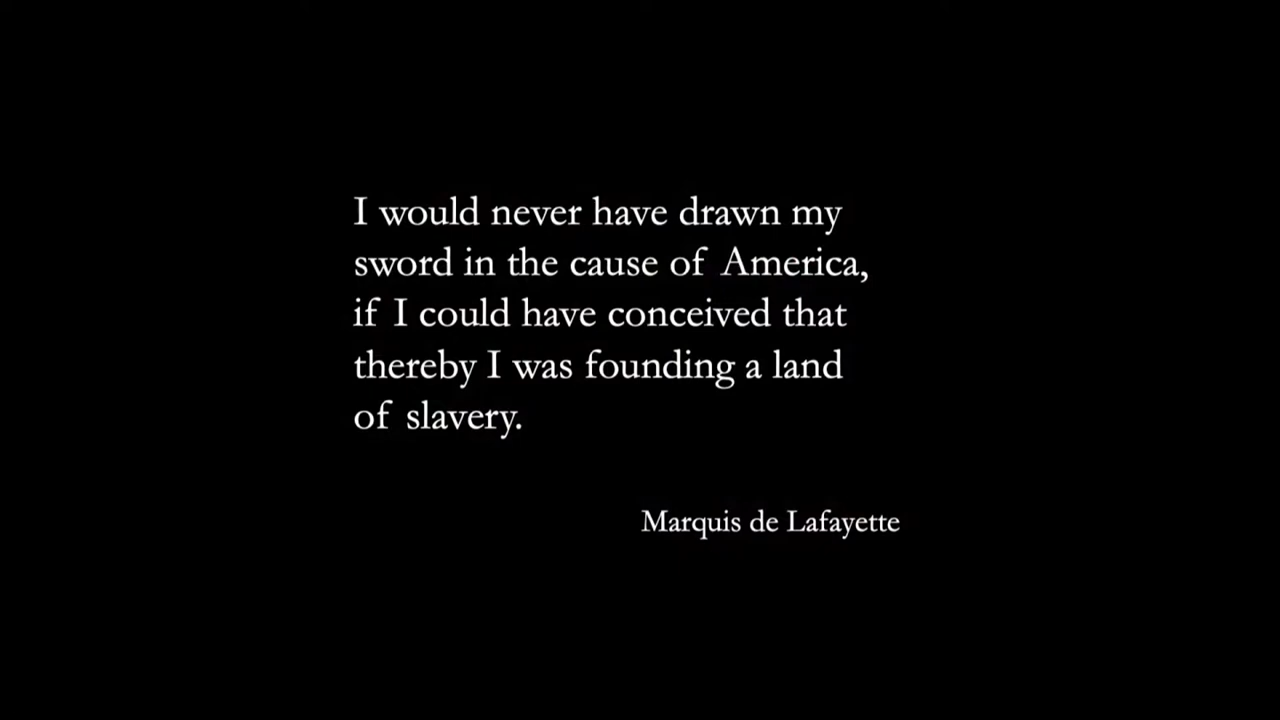 I would never have drawn my
sword in the cause of America,
if I could have conceived that
thereby I was founding a land
of slavery.
Marquis de Lafayette